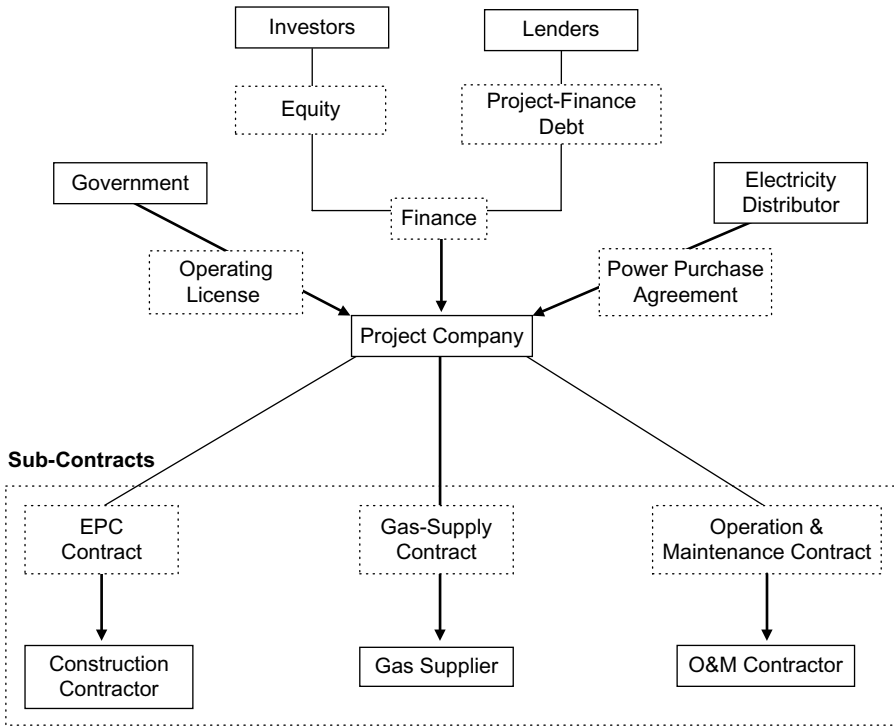 Investors
Lenders
Equity
Project-Finance
Debt
Government
Electricity
Distributor
Finance
Operating
License
Power Purchase
Agreement
Project Company
Sub-Contracts
EPC
Contract
Gas-Supply
Contract
Operation &
Maintenance Contract
Construction
Contractor
Gas Supplier
O&M Contractor